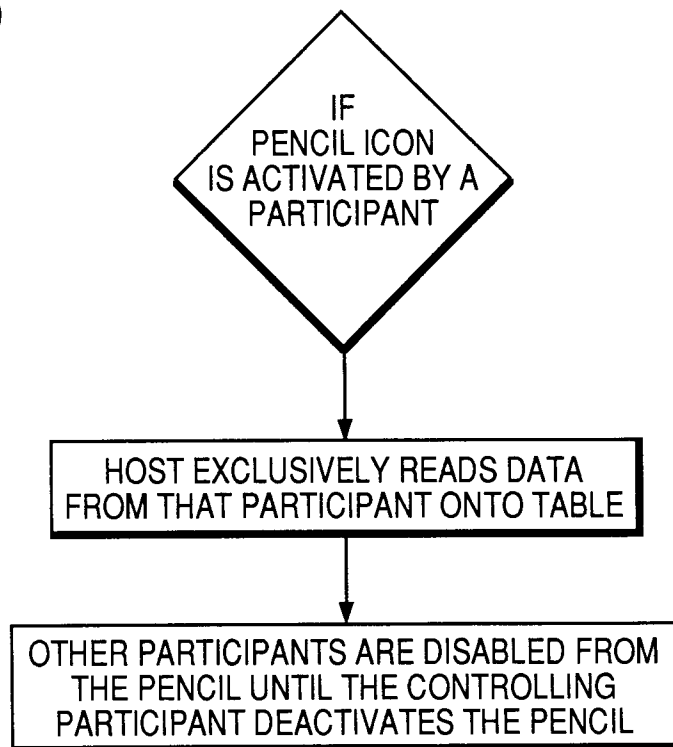 IF
PENCIL ICON
IS ACTIVATED BY A
PARTICIPANT
HOST EXCLUSIVELY READS DATA
FROM THAT PARTICIPANT ONTO TABLE
OTHER PARTICIPANTS ARE DISABLED FROM
THE PENCIL UNTIL THE CONTROLLING
PARTICIPANT DEACTIVATES THE PENCIL